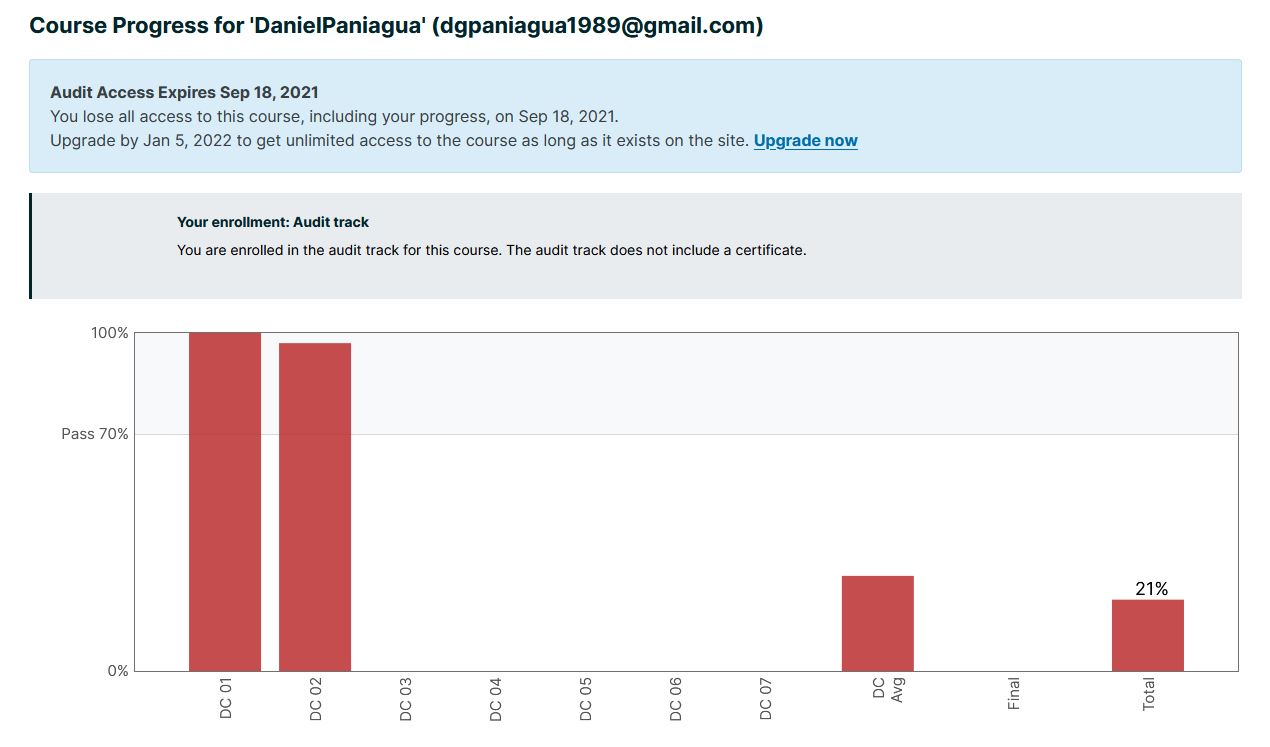 Course Progress for 'DanielPaniagua' (dgpaniagua1989@gmail.com)
Audit Access Expires Sep 18, 2021
You lose all access to this course, including your progress, on Sep 18, 2021.
Upgrade by Jan 5, 2022 to get unlimited access to the course as long as it exists on the site. Upgrade now
Your enrollment: Audit track
You are enrolled in the audit track for this course. The audit track does not include a certificate.
100%
Pass 70%
21%
0%
DC 01
DC 02
DC 03
DC 04
DC 05
DC 06
DC 07
DC
Avg
Final
Total